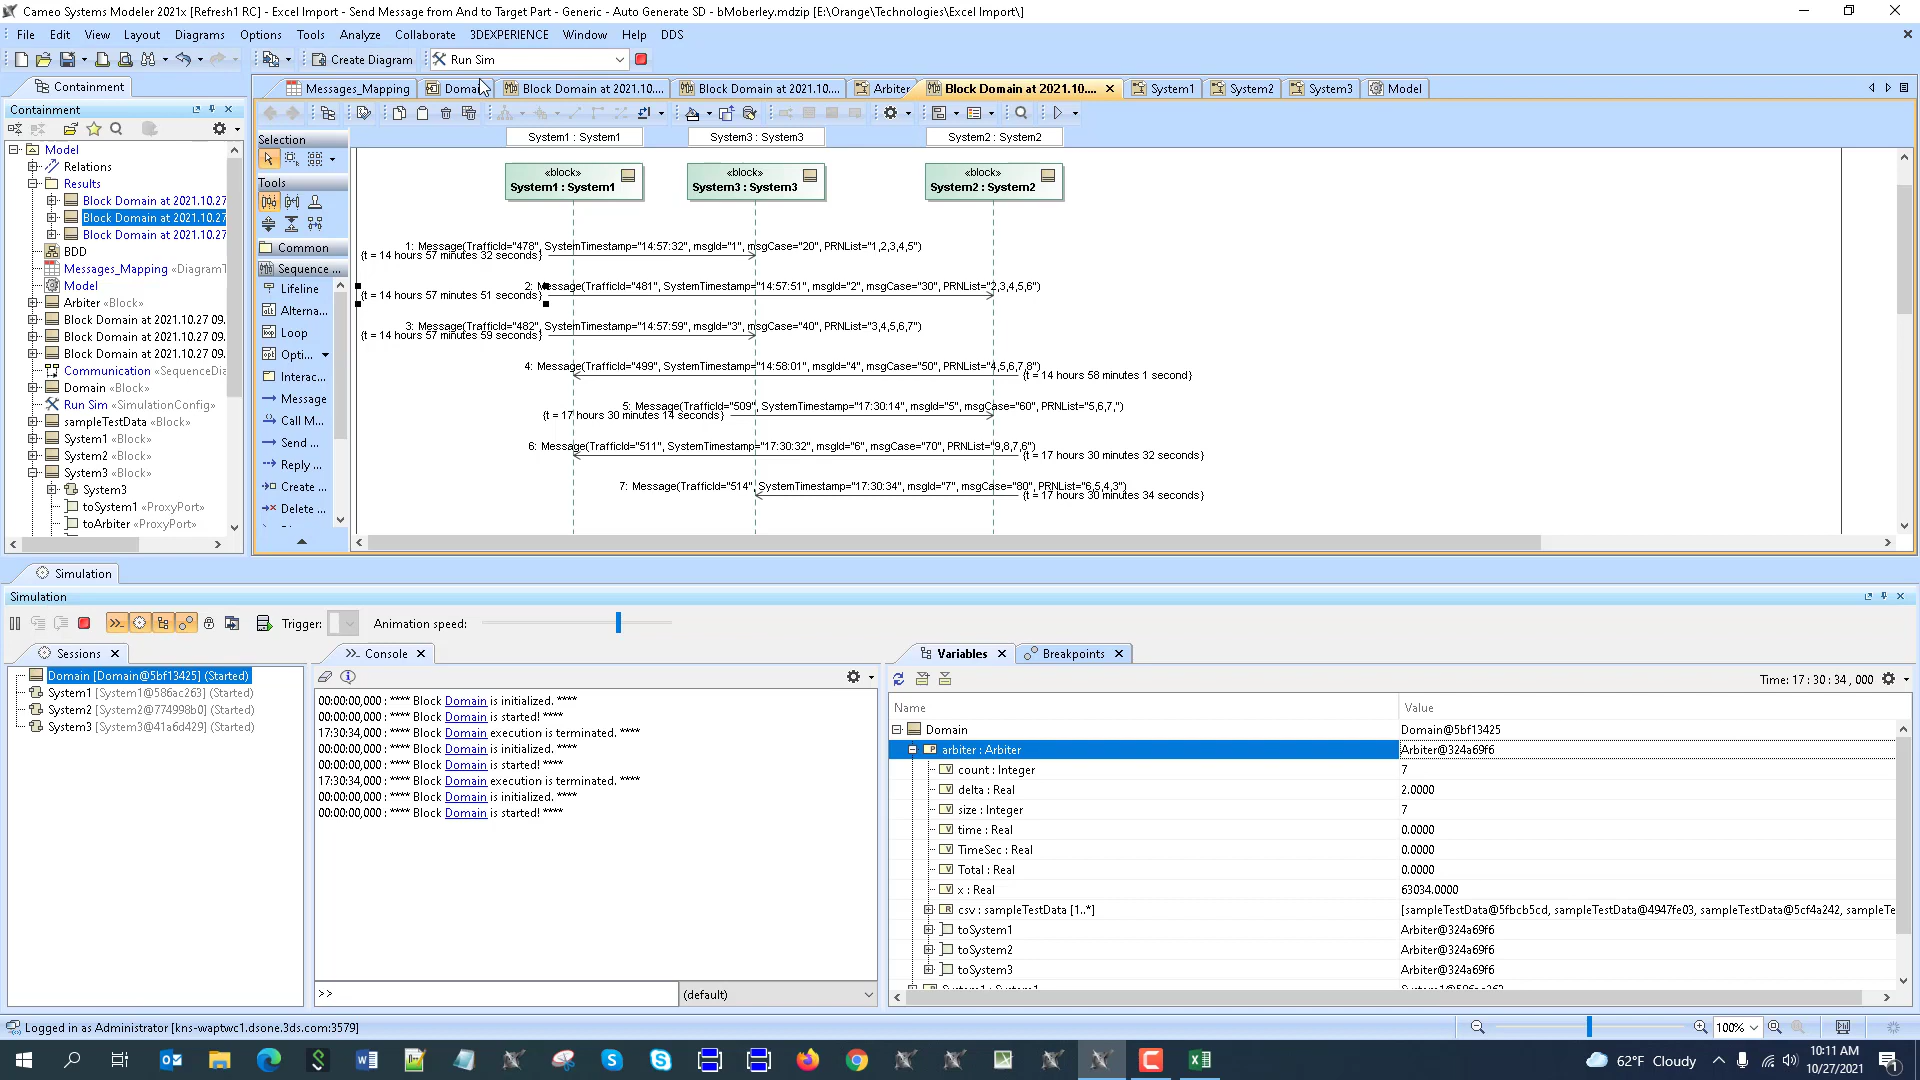 Cameo Systems Modeler 2021x [Refresh1 RC] - Excel Import - Send Message from And to Target Part - Generic - Auto Generate SD - bMoberley.mdzip [E:\Orange\Technologies\Excel Import\]
File Edit View Layout Diagrams Options Tools Analyze Collaborate 3DEXPERIENCE Window Help DDS
Create Diagram Run Sim
Containment
Messages_Mapping Domain Block Domain at 2021.10.... Block Domain at 2021.10.... Arbiter Block Domain at 2021.10.... System1 System2 System3 Model
Containment
Model
Relations
Results
Block Domain at 2021.10.27
Block Domain at 2021.10.27
Block Domain at 2021.10.27
BDD
Messages_Mapping «DiagramT
Model
Arbiter «Block»
Block Domain at 2021.10.27 09.
Block Domain at 2021.10.27 09.
Block Domain at 2021.10.27 09.
Communication «SequenceDia
Domain «Block»
Run Sim «SimulationConfig»
sampleTestData «Block»
System1 «Block»
System2 «Block»
System3 «Block»
System3
toSystem1 «ProxyPort»
toArbiter «ProxyPort»
Selection
Tools
Common
Sequence ...
Lifeline
Alterna...
Loop
Opti...
Interac...
Message
Call M...
Send ...
Reply ...
Create ...
Delete ...
System1 : System1 System3 : System3 System2 : System2
«block» «block» «block»
System1 : System1 System3 : System3 System2 : System2
1: Message(TrafficId="478", SystemTimestamp="14:57:32", msgId="1", msgCase="20", PRNList="1,2,3,4,5")
{t = 14 hours 57 minutes 32 seconds}
2: Message(TrafficId="481", SystemTimestamp="14:57:51", msgId="2", msgCase="30", PRNList="2,3,4,5,6")
{t = 14 hours 57 minutes 51 seconds}
3: Message(TrafficId="482", SystemTimestamp="14:57:59", msgId="3", msgCase="40", PRNList="3,4,5,6,7")
{t = 14 hours 57 minutes 59 seconds}
4: Message(TrafficId="499", SystemTimestamp="14:58:01", msgId="4", msgCase="50", PRNList="4,5,6,7,8")
{t = 14 hours 58 minutes 1 second}
5: Message(TrafficId="509", SystemTimestamp="17:30:14", msgId="5", msgCase="60", PRNList="5,6,7,")
{t = 17 hours 30 minutes 14 seconds}
6: Message(TrafficId="511", SystemTimestamp="17:30:32", msgId="6", msgCase="70", PRNList="9,8,7,6")
{t = 17 hours 30 minutes 32 seconds}
7: Message(TrafficId="514", SystemTimestamp="17:30:34", msgId="7", msgCase="80", PRNList="6,5,4,3")
{t = 17 hours 30 minutes 34 seconds}
Simulation
Simulation
Trigger: Animation speed:
Sessions
Domain [Domain@5bf13425] (Started)
System1 [System1@586ac263] (Started)
System2 [System2@774998b0] (Started)
System3 [System3@41a6d429] (Started)
Console
00:00:00,000 : **** Block Domain is initialized. ****
00:00:00,000 : **** Block Domain is started! ****
17:30:34,000 : **** Block Domain execution is terminated. ****
00:00:00,000 : **** Block Domain is initialized. ****
00:00:00,000 : **** Block Domain is started! ****
17:30:34,000 : **** Block Domain execution is terminated. ****
00:00:00,000 : **** Block Domain is initialized. ****
00:00:00,000 : **** Block Domain is started! ****
>> (default)
Variables Breakpoints
Time: 17 : 30 : 34 , 000
Name Value
Domain Domain@5bf13425
arbiter : Arbiter Arbiter@324a69f6
count : Integer 7
delta : Real 2.0000
size : Integer 7
time : Real 0.0000
TimeSec : Real 0.0000
Total : Real 0.0000
x : Real 63034.0000
csv : sampleTestData [1..*] [sampleTestData@5fbcb5cd, sampleTestData@4947fe03, sampleTestData@5cf4a242, sampleTe
toSystem1 Arbiter@324a69f6
toSystem2 Arbiter@324a69f6
toSystem3 Arbiter@324a69f6
Logged in as Administrator [kns-waptwc1.dsone.3ds.com:3579] 100%
62°F Cloudy 10:11 AM
10/27/2021